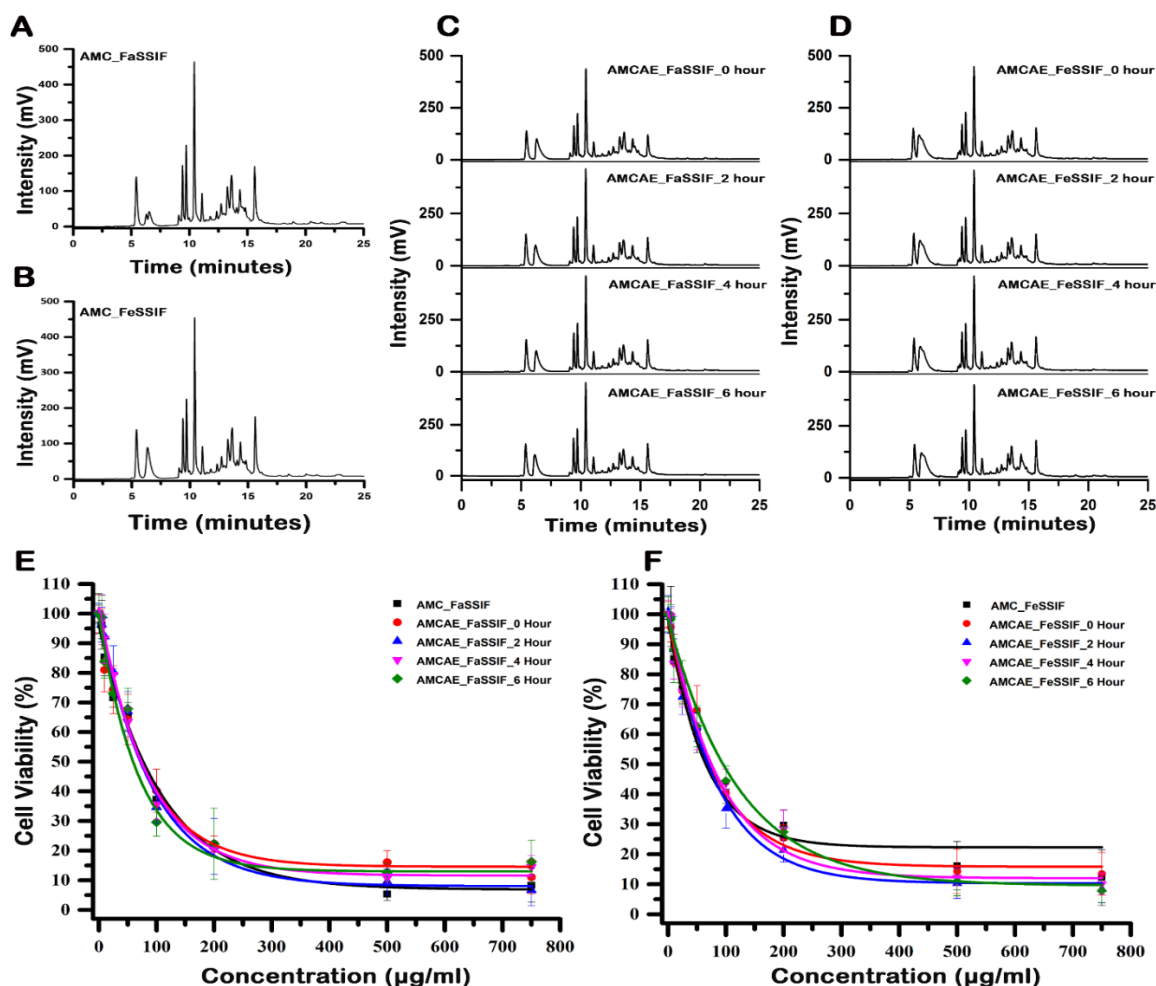 A
AMC_FaSSIF
500
400
300
200
100
0
Intensity (mV)
0 5 10 15 20 25
Time (minutes)
B
AMC_FeSSIF
500
400
300
200
100
0
Intensity (mV)
0 5 10 15 20 25
Time (minutes)
C
AMCAE_FaSSIF_0 hour
500
250
0
AMCAE_FaSSIF_2 hour
250
0
AMCAE_FaSSIF_4 hour
250
0
AMCAE_FaSSIF_6 hour
250
0
Intensity (mV)
0 5 10 15 20 25
Time (minutes)
D
AMCAE_FeSSIF_0 hour
500
250
0
AMCAE_FeSSIF_2 hour
250
0
AMCAE_FeSSIF_4 hour
250
0
AMCAE_FeSSIF_6 hour
250
0
Intensity (mV)
0 5 10 15 20 25
Time (minutes)
E
110
100
90
80
70
60
50
40
30
20
10
0
Cell Viability (%)
AMC_FaSSIF
AMCAE_FaSSIF_0 Hour
AMCAE_FaSSIF_2 Hour
AMCAE_FaSSIF_4 Hour
AMCAE_FaSSIF_6 Hour
0 100 200 300 400 500 600 700 800
Concentration (µg/ml)
F
110
100
90
80
70
60
50
40
30
20
10
0
Cell Viability (%)
AMC_FeSSIF
AMCAE_FeSSIF_0 Hour
AMCAE_FeSSIF_2 Hour
AMCAE_FeSSIF_4 Hour
AMCAE_FeSSIF_6 Hour
0 100 200 300 400 500 600 700 800
Concentration (µg/ml)